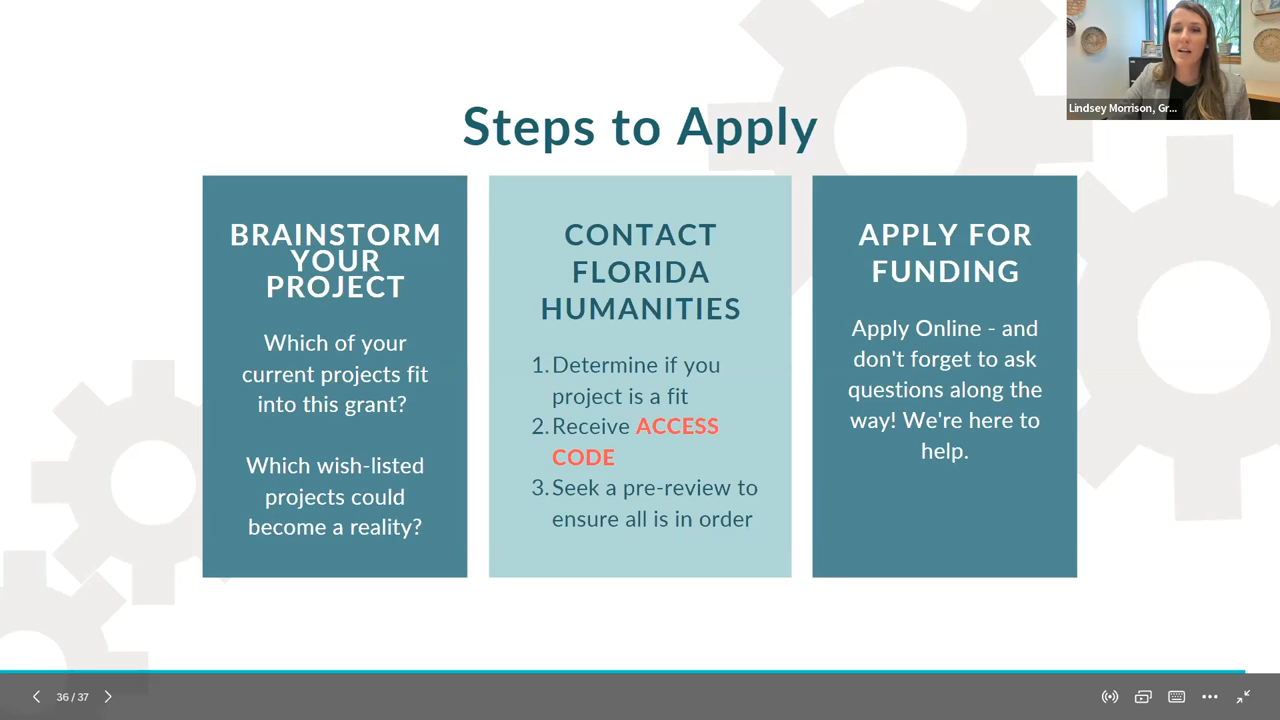 Lindsey Morrison, Gr...
Steps to Apply
BRAINSTORM
YOUR
PROJECT
Which of your
current projects fit
into this grant?
Which wish-listed
projects could
become a reality?
CONTACT
FLORIDA
HUMANITIES
1. Determine if you
project is a fit
2. Receive ACCESS
CODE
3. Seek a pre-review to
ensure all is in order
APPLY FOR
FUNDING
Apply Online - and
don't forget to ask
questions along the
way! We're here to
help.
36 / 37